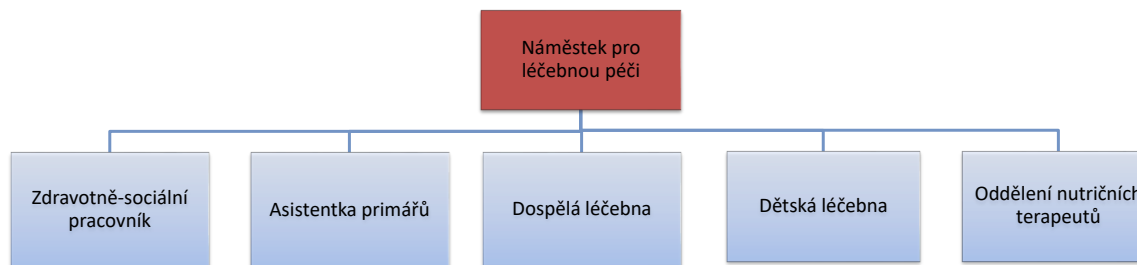 Náměstek pro
léčebnou péči
Zdravotně-sociální
pracovník
Asistentka primářů
Dospělá léčebna
Dětská léčebna
Oddělení nutričních
terapeutů